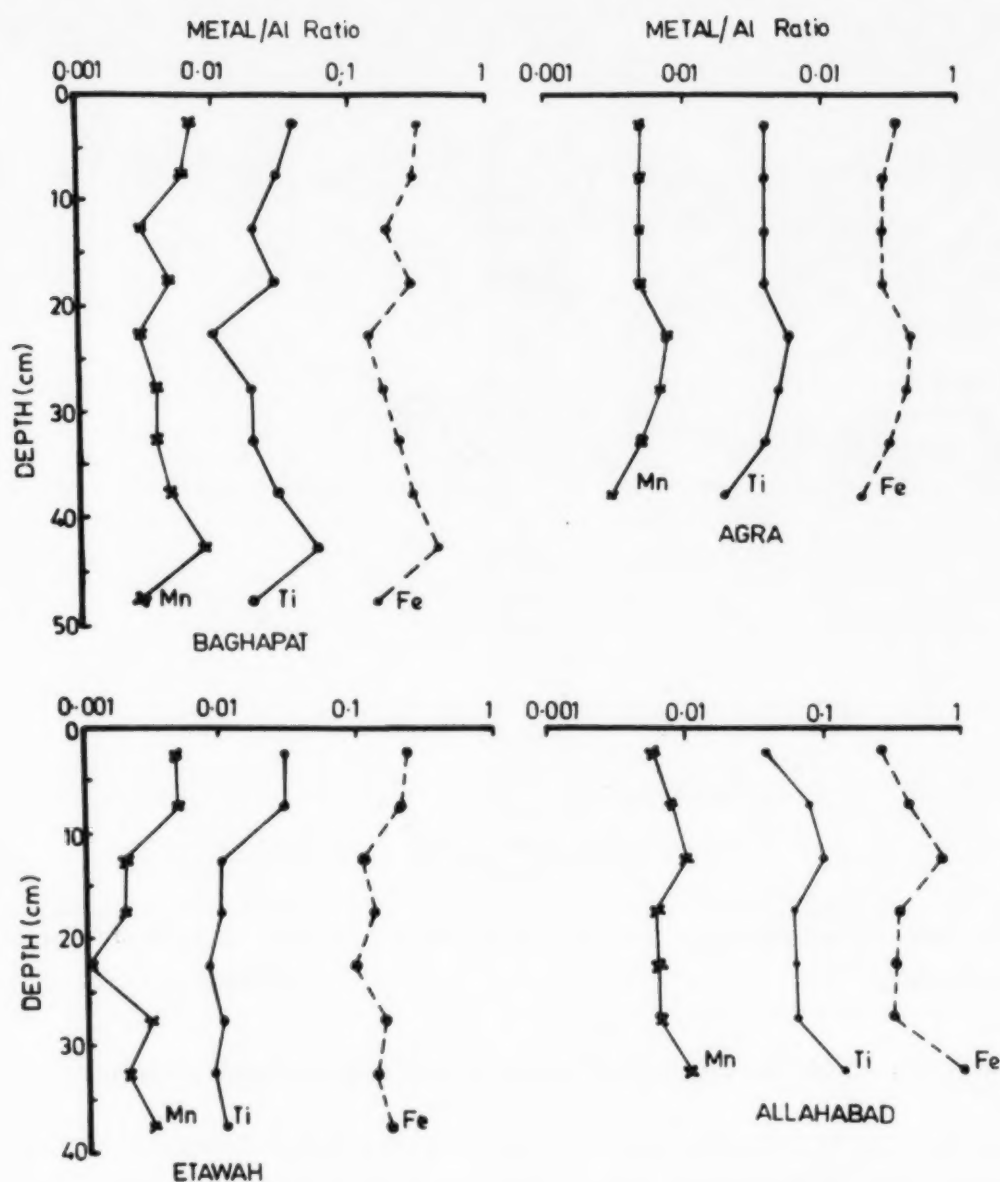 METAL/Al Ratio
0·001 0·01 0; 1
0
10
20
30
40
50
DEPTH (cm)
Mn Ti Fe
BAGHAPAT
METAL/Al Ratio
0·001 0·01 0·01 1
Mn Ti Fe
AGRA
0·001 0·01 0·1 1
0
10
20
30
40
DEPTH (cm)
Mn Ti Fe
ETAWAH
0·001 0·01 0·1 1
Mn Ti Fe
ALLAHABAD